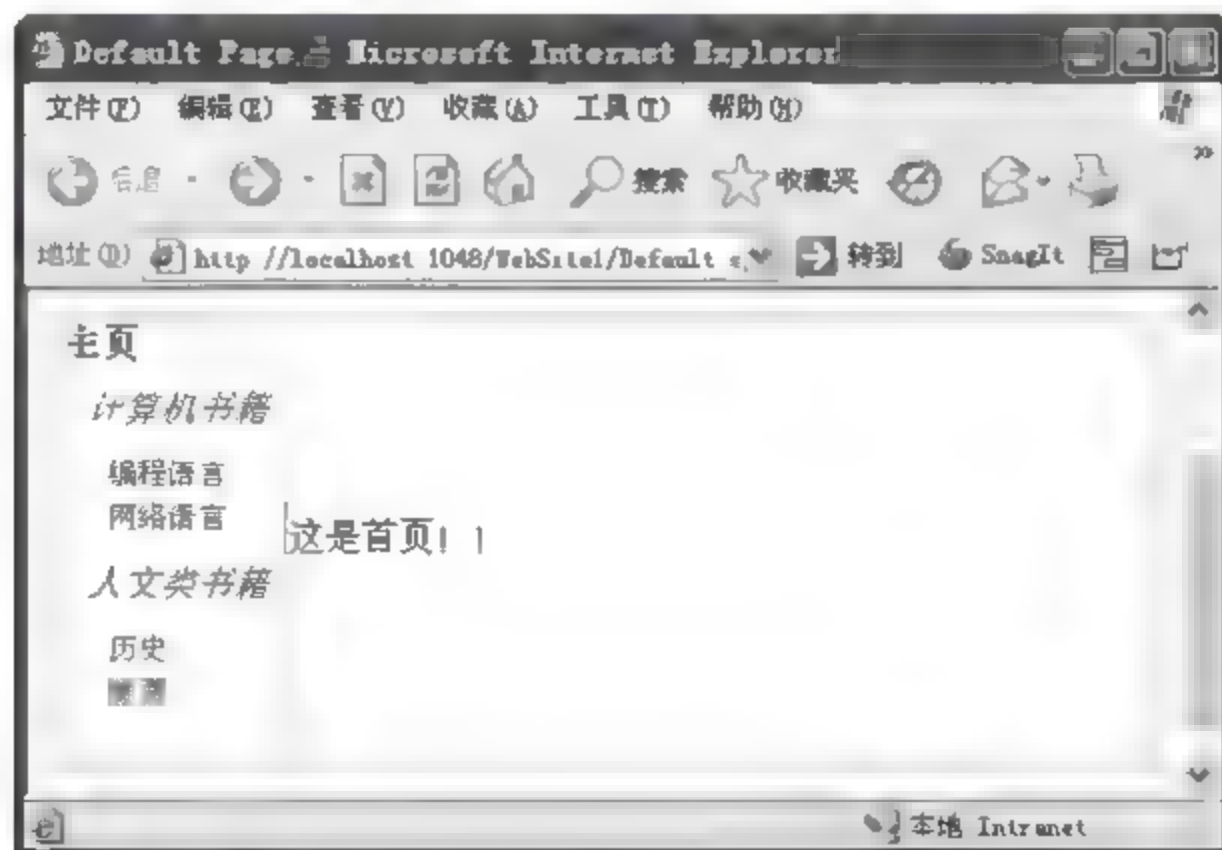 Default Page - Microsoft Internet Explorer
文件(F) 编辑(E) 查看(V) 收藏(A) 工具(T) 帮助(H)
后退 搜索 收藏夹
地址(D) http //localhost 1048/WebSite1/Default 转到 SnagIt
主页
计算机书籍
编程语言
网络语言
这是首页!!
人文类书籍
历史
本地 Intranet